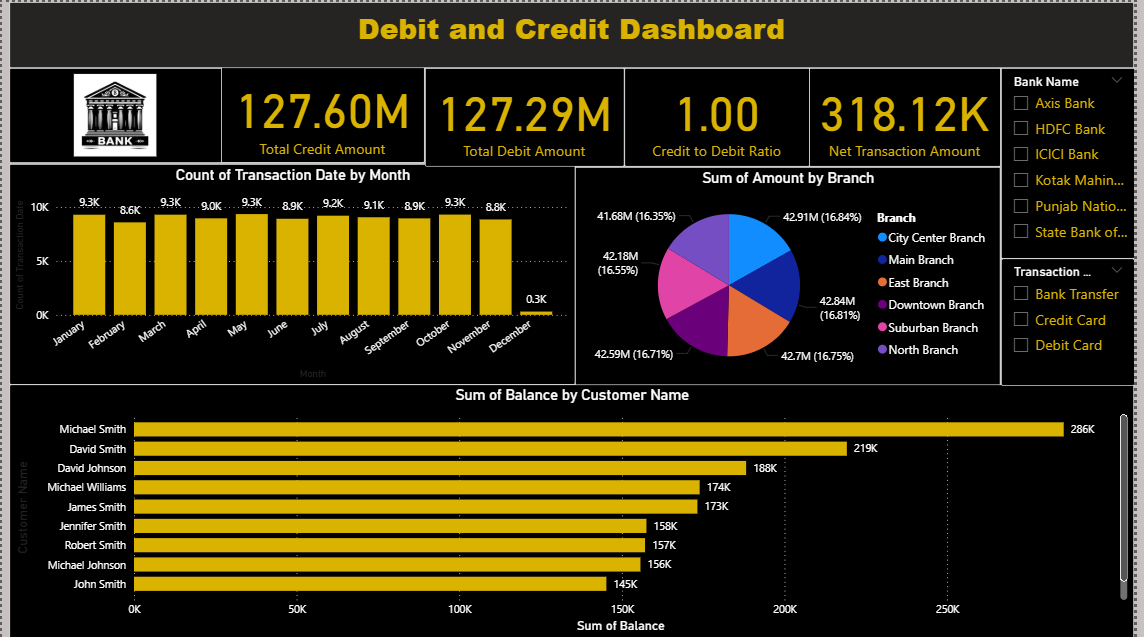 Debit and Credit Dashboard
BANK
127.60M
Total Credit Amount
127.29M
Total Debit Amount
1.00
Credit to Debit Ratio
318.12K
Net Transaction Amount
Bank Name
Axis Bank
HDFC Bank
ICICI Bank
Kotak Mahin...
Punjab Natio...
State Bank of...
Transaction ...
Bank Transfer
Credit Card
Debit Card
Count of Transaction Date by Month
Count of Transaction Date
10K
5K
0K
9.3K
8.6K
9.3K
9.0K
9.3K
8.9K
9.2K
9.1K
8.9K
9.3K
8.8K
0.3K
January
February
March
April
May
June
July
August
September
October
November
December
Month
Sum of Amount by Branch
41.68M (16.35%)
42.91M (16.84%)
42.18M
(16.55%)
42.84M
(16.81%)
42.59M (16.71%)
42.7M (16.75%)
Branch
City Center Branch
Main Branch
East Branch
Downtown Branch
Suburban Branch
North Branch
Sum of Balance by Customer Name
Customer Name
Michael Smith 286K
David Smith 219K
David Johnson 188K
Michael Williams 174K
James Smith 173K
Jennifer Smith 158K
Robert Smith 157K
Michael Johnson 156K
John Smith 145K
0K 50K 100K 150K 200K 250K
Sum of Balance